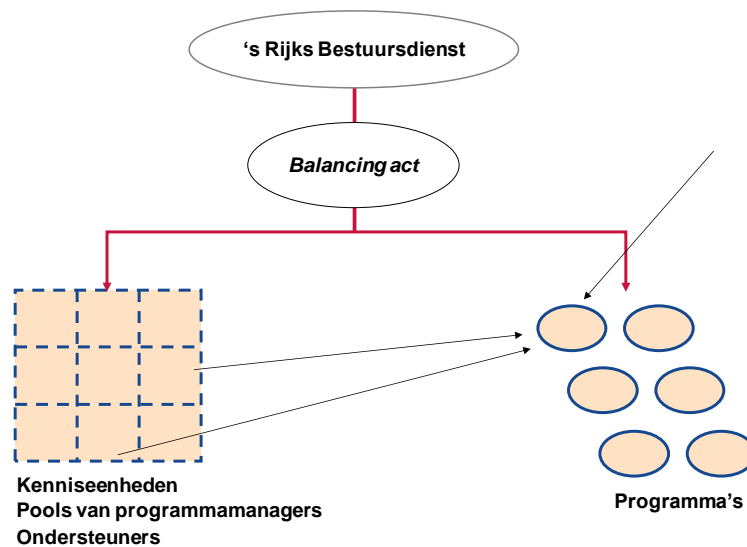 ‘s Rijks Bestuursdienst
Balancing act
Kenniseenheden
Pools van programmamanagers
Ondersteuners
Programma’s